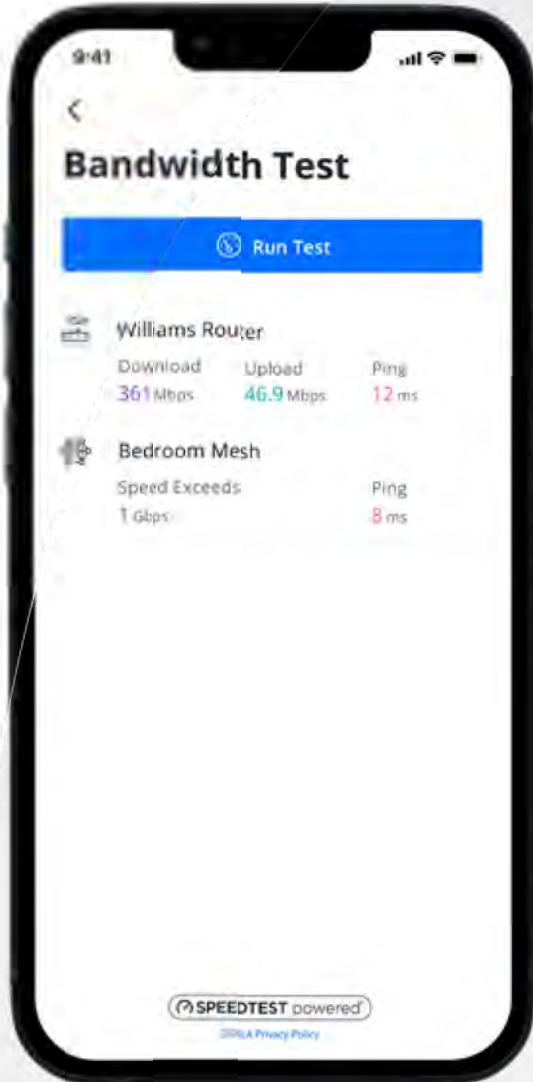 9:41
Bandwidth Test
Run Test
Williams Router
Download Upload Ping
361 Mbps 46.9 Mbps 12 ms
Bedroom Mesh
Speed Exceeds Ping
1 Gbps 8 ms
SPEEDTEST powered
OOKLA Privacy Policy